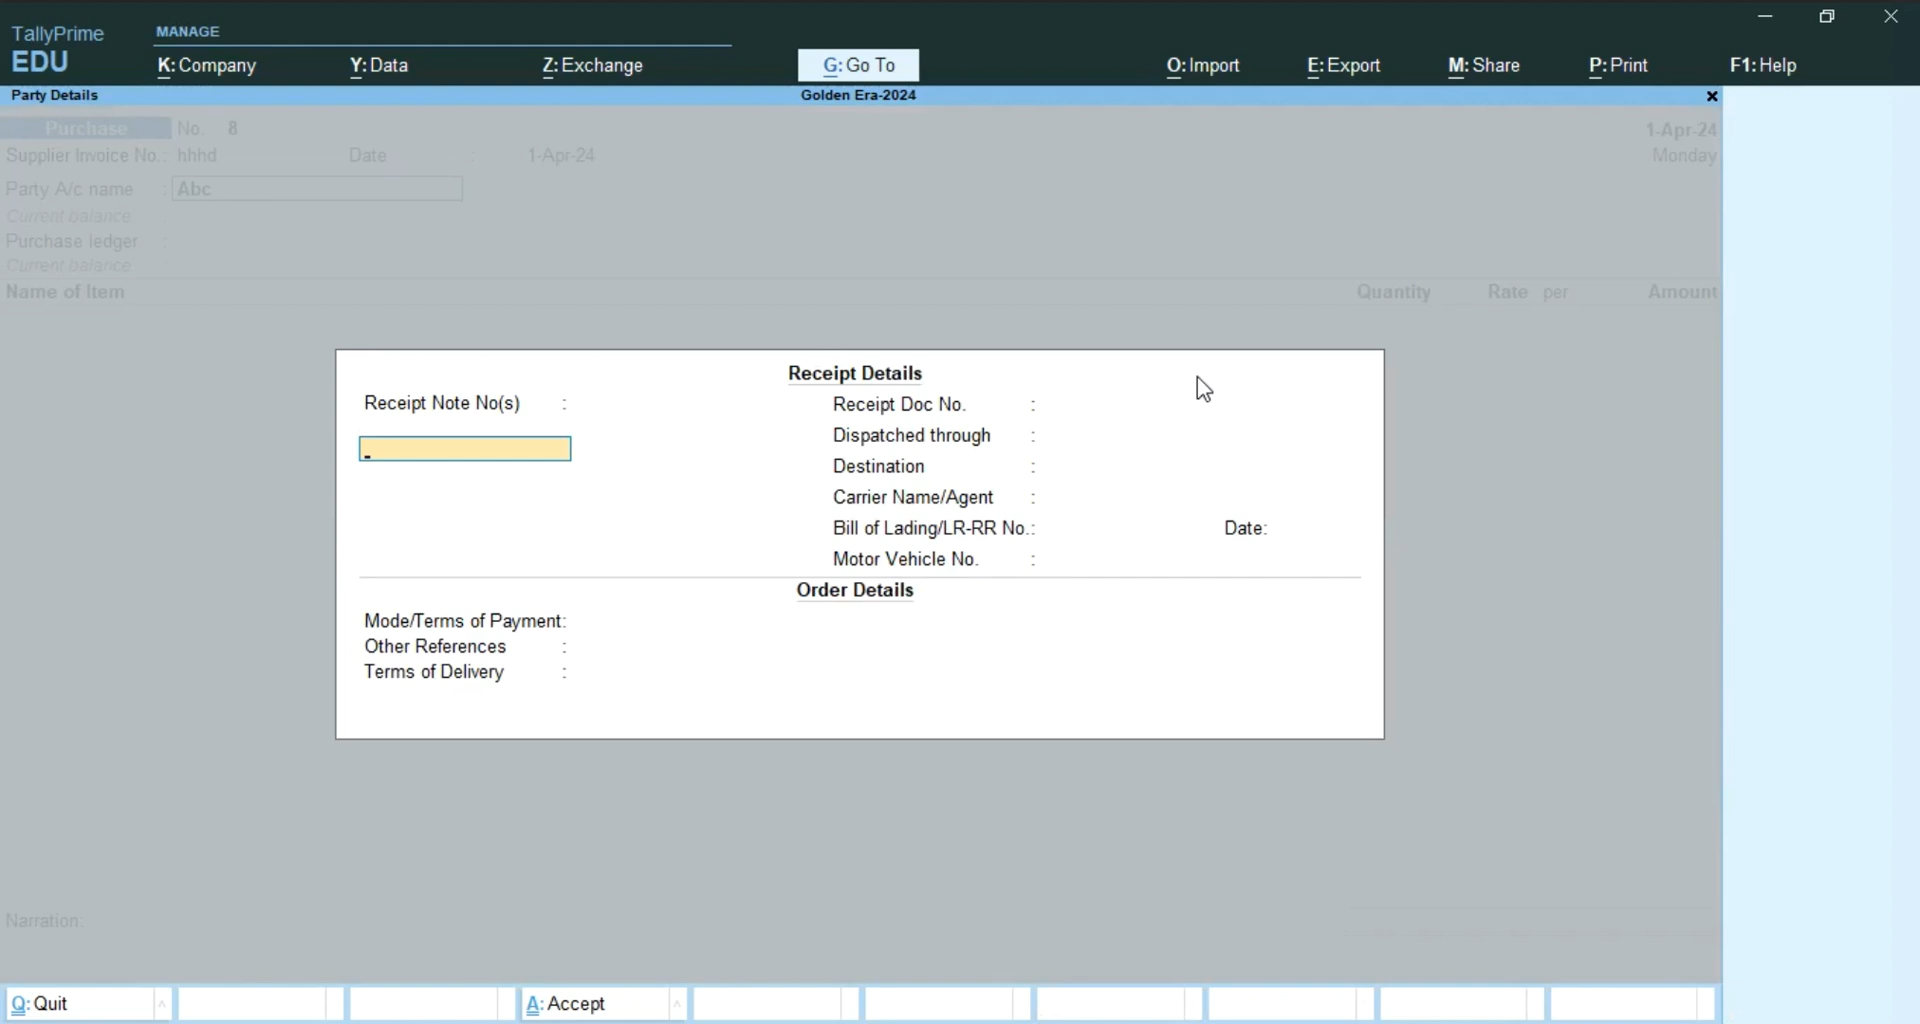 TallyPrime
EDU
MANAGE
K: Company Y: Data Z: Exchange G: Go To O: Import E: Export M: Share P: Print F1: Help
Party Details Golden Era-2024
Purchase No. 8 1-Apr-24
Supplier Invoice No.: hhhd Date : 1-Apr-24 Monday
Party A/c name : Abc
Current balance :
Purchase ledger :
Current balance :
Name of Item Quantity Rate per Amount
Receipt Details
Receipt Note No(s) :
Receipt Doc No. :
Dispatched through :
Destination :
Carrier Name/Agent :
Bill of Lading/LR-RR No.: Date:
Motor Vehicle No. :
Order Details
Mode/Terms of Payment:
Other References :
Terms of Delivery :
Narration:
Q: Quit A: Accept